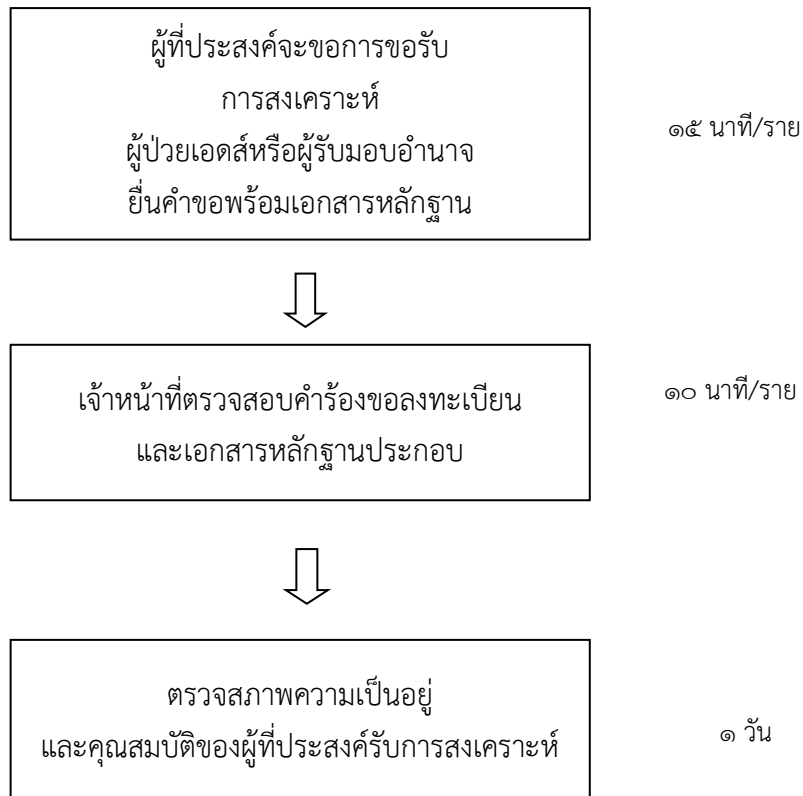 ผู้ที่ประสงค์จะขอการขอรับ
การสงเคราะห์
ผู้ป่วยเอดส์หรือผู้รับมอบอำนาจ
ยื่นคำขอพร้อมเอกสารหลักฐาน
๑๕ นาที/ราย
เจ้าหน้าที่ตรวจสอบคำร้องขอลงทะเบียน
และเอกสารหลักฐานประกอบ
๑๐ นาที/ราย
ตรวจสภาพความเป็นอยู่
และคุณสมบัติของผู้ที่ประสงค์รับการสงเคราะห์
๑ วัน